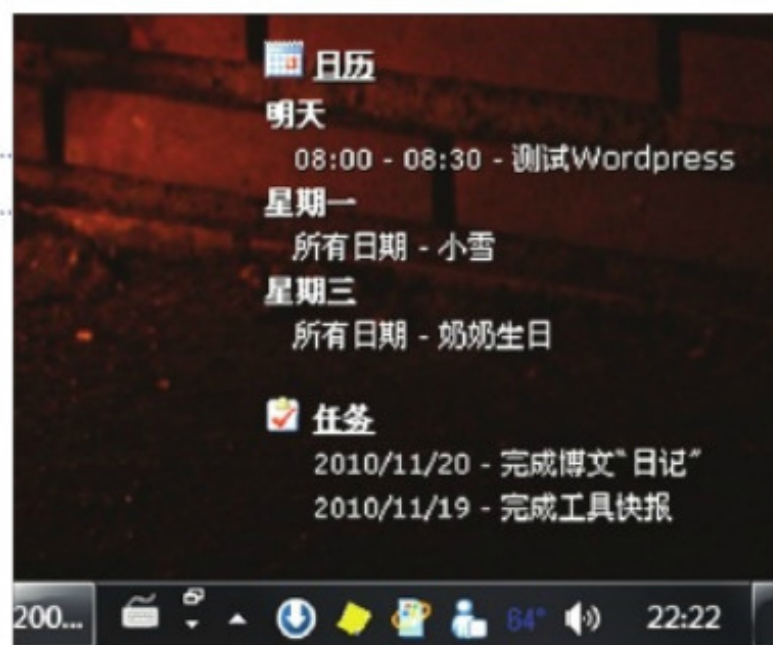 日历
明天
08:00 - 08:30 - 测试Wordpress
星期一
所有日期 - 小雪
星期三
所有日期 - 奶奶生日
任务
2010/11/20 - 完成博文“日记”
2010/11/19 - 完成工具快报
200... 64° 22:22